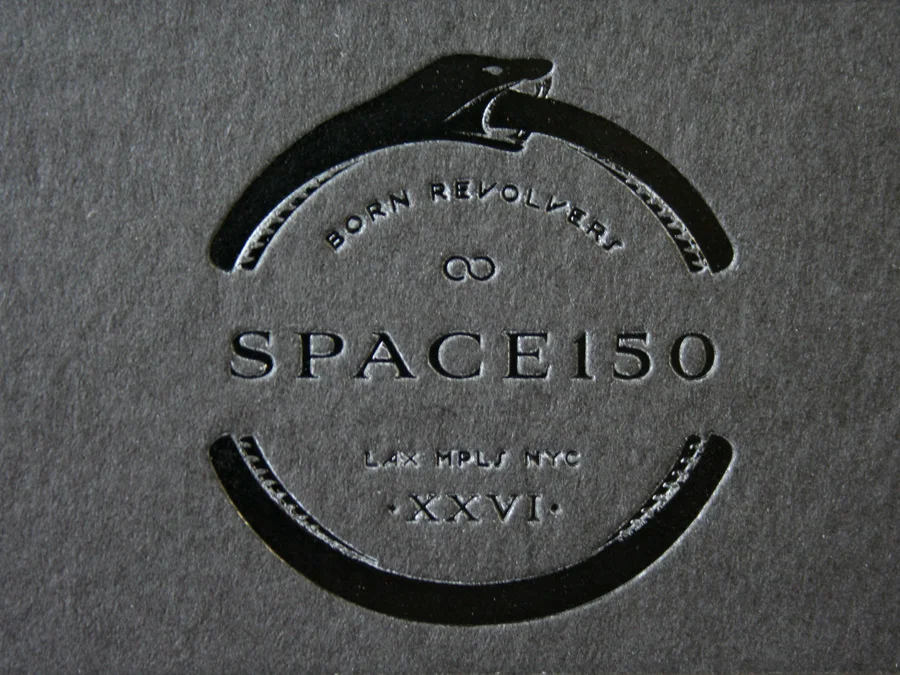 BORN REVOLVERS
∞
SPACE150
LAX MPLS NYC
·XXVI·